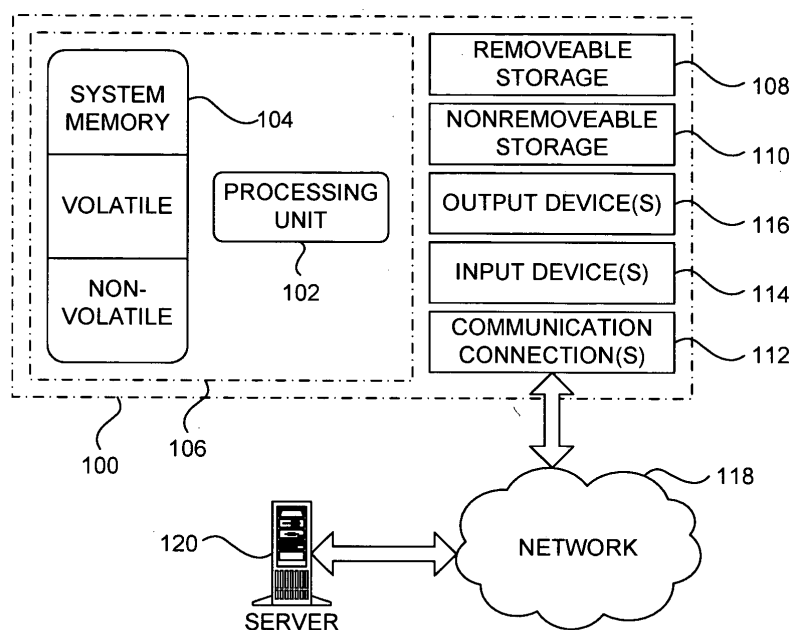 SYSTEM
MEMORY
104
VOLATILE
NON-
VOLATILE
PROCESSING
UNIT
102
REMOVEABLE
STORAGE
108
NONREMOVEABLE
STORAGE
110
OUTPUT DEVICE(S)
116
INPUT DEVICE(S)
114
COMMUNICATION
CONNECTION(S)
112
100
106
118
NETWORK
120
SERVER